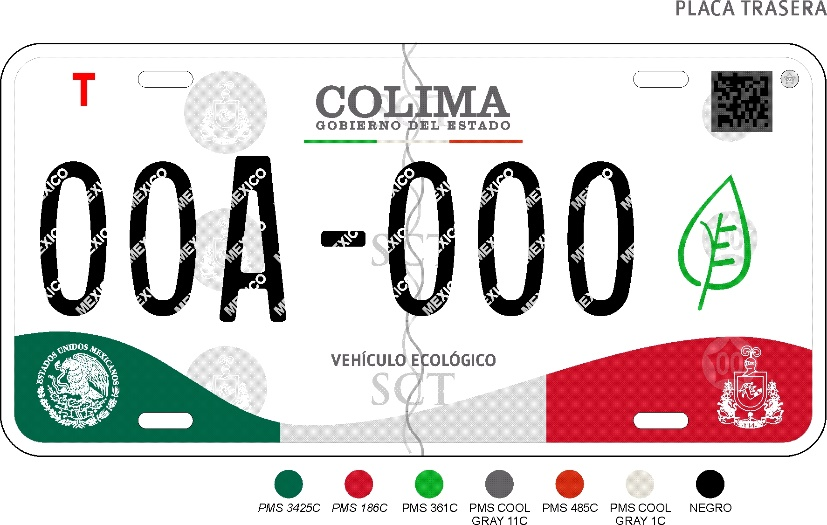 PLACA TRASERA
T
COLIMA
GOBIERNO DEL ESTADO
00A-000
MEXICO
SCT
VEHÍCULO ECOLÓGICO
SCT
ESTADOS UNIDOS MEXICANOS
PMS 3425C PMS 186C PMS 361C PMS COOL GRAY 11C PMS 485C PMS COOL GRAY 1C NEGRO